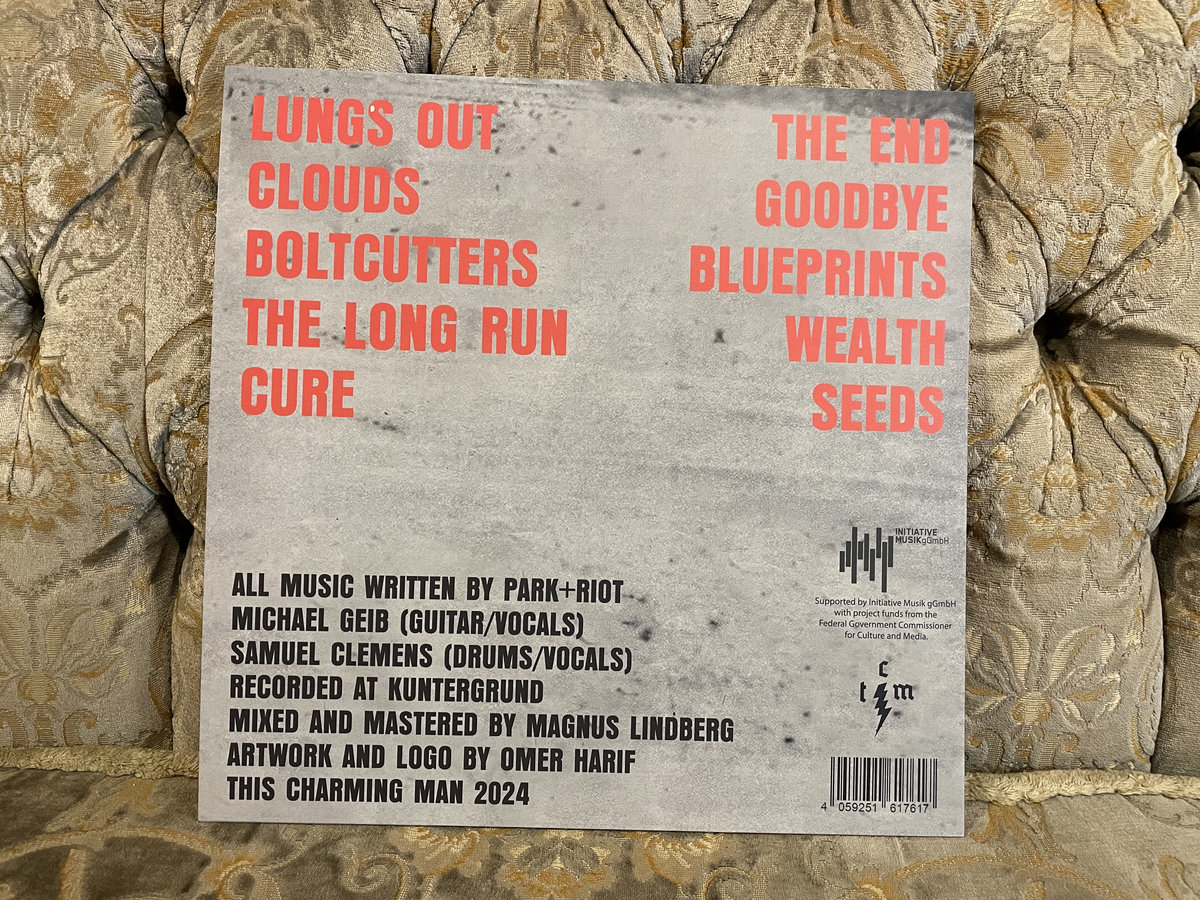 LUNGS OUT
CLOUDS
BOLTCUTTERS
THE LONG RUN
CURE
THE END
GOODBYE
BLUEPRINTS
WEALTH
SEEDS
ALL MUSIC WRITTEN BY PARK+RIOT
MICHAEL GEIB (GUITAR/VOCALS)
SAMUEL CLEMENS (DRUMS/VOCALS)
RECORDED AT KUNTERGRUND
MIXED AND MASTERED BY MAGNUS LINDBERG
ARTWORK AND LOGO BY OMER HARIF
THIS CHARMING MAN 2024
INITIATIVE
MUSIKgGmbH
Supported by Initiative Musik gGmbH
with project funds from the
Federal Government Commissioner
for Culture and Media.
c
t m
4 059251 617617